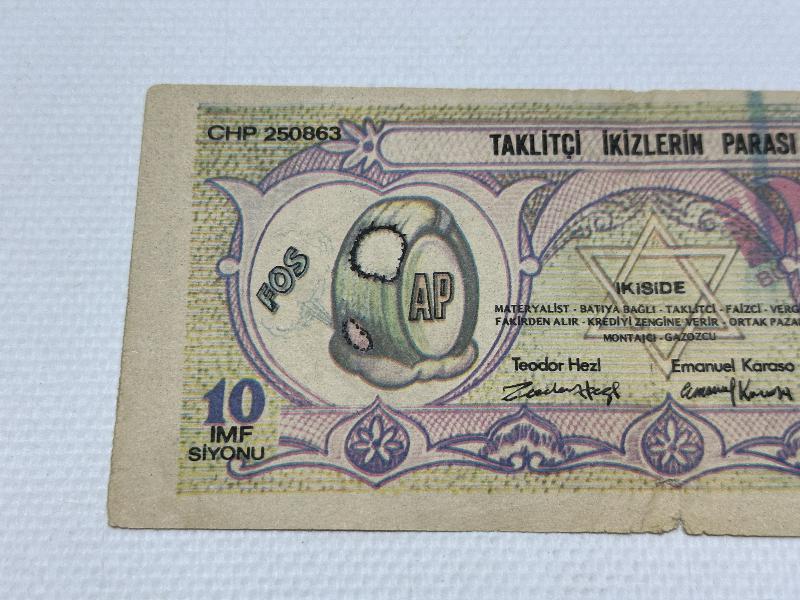 CHP 250863
TAKLİTÇİ İKİZLERİN PARASI
FOS
AP
İKİSİDE
MATERYALİST - BATIYA BAĞLI - TAKLİTCİ - FAİZCİ - VERG
FAKİRDEN ALIR - KREDİYİ ZENGİNE VERİR - ORTAK PAZAR
MONTAJCI - GAZOZCU
Teodor Hezl
Emanuel Karaso
10
IMF
SİYONU